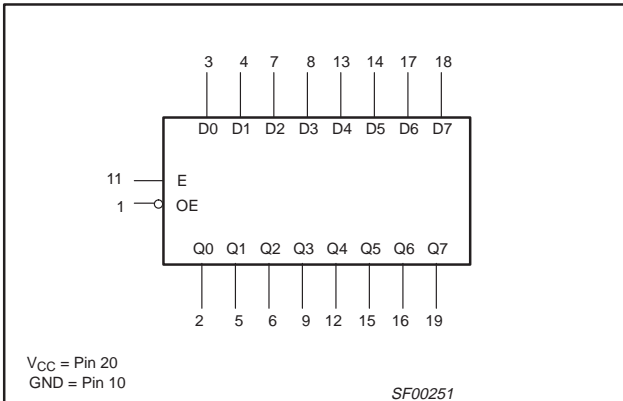 3 4 7 8 13 14 17 18
D0 D1 D2 D3 D4 D5 D6 D7
11 E
1 OE
Q0 Q1 Q2 Q3 Q4 Q5 Q6 Q7
2 5 6 9 12 15 16 19
VCC = Pin 20
GND = Pin 10
SF00251